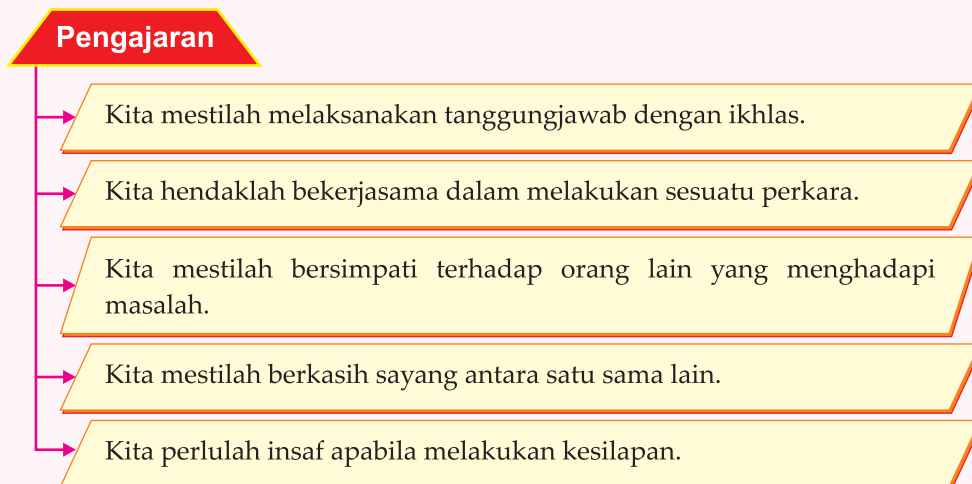 Pengajaran
Kita mestilah melaksanakan tanggungjawab dengan ikhlas.
Kita hendaklah bekerjasama dalam melakukan sesuatu perkara.
Kita mestilah bersimpati terhadap orang lain yang menghadapi
masalah.
Kita mestilah berkasih sayang antara satu sama lain.
Kita perlulah insaf apabila melakukan kesilapan.